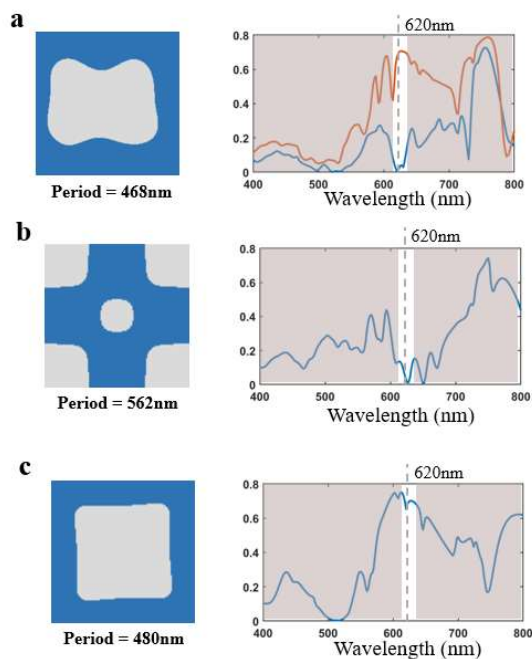 a
620nm
0.8
0.6
0.4
0.2
0
400 500 600 700 800
Period = 468nm
Wavelength (nm)
b
620nm
0.8
0.6
0.4
0.2
0
400 500 600 700 800
Period = 562nm
Wavelength (nm)
c
620nm
0.8
0.6
0.4
0.2
0
400 500 600 700 800
Period = 480nm
Wavelength (nm)